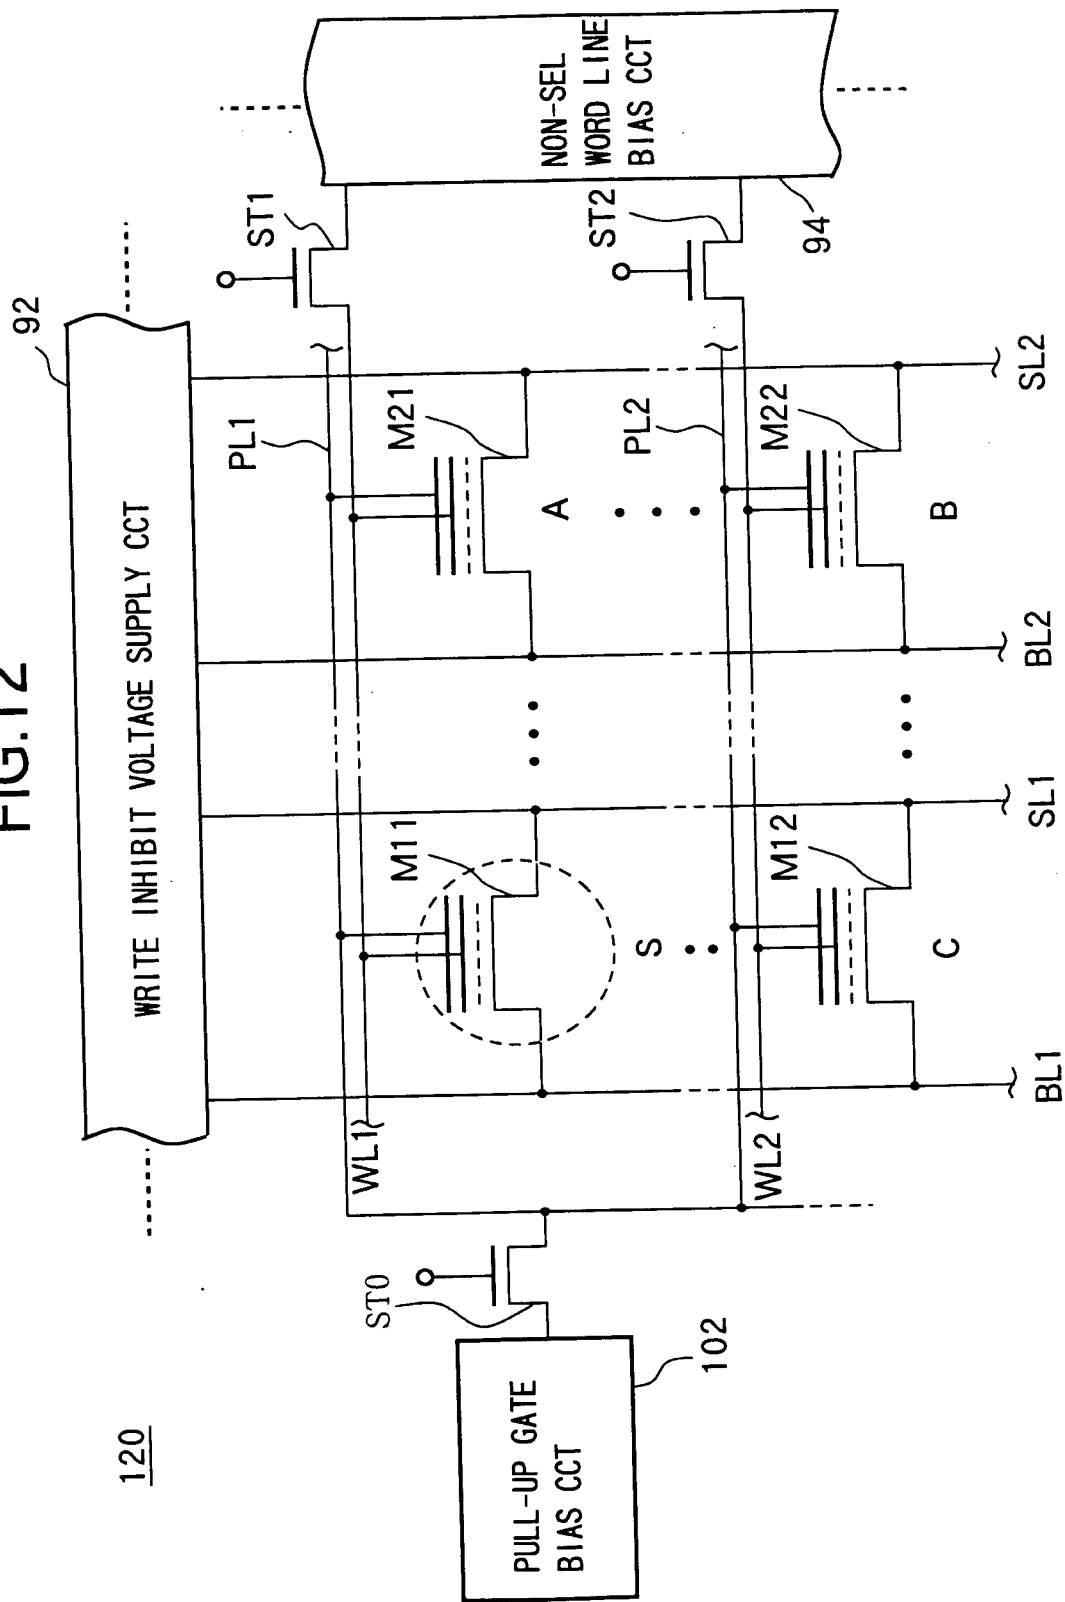 FIG.12
120
WRITE INHIBIT VOLTAGE SUPPLY CCT
92
PL1
ST1
WL1
M11
M21
S
A
PULL-UP GATE
BIAS CCT
102
ST0
NON-SEL
WORD LINE
BIAS CCT
94
PL2
ST2
WL2
M12
M22
C
B
BL1
SL1
BL2
SL2